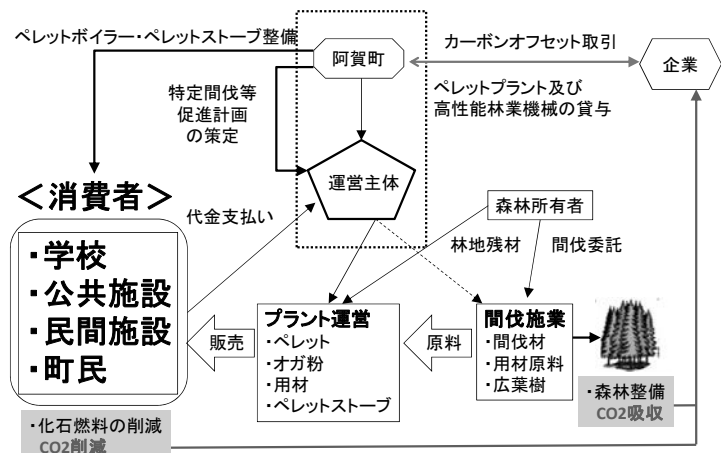 ペレットボイラー・ペレットストーブ整備
阿賀町
カーボンオフセット取引
企業
特定間伐等
促進計画
の策定
ペレットプラント及び
高性能林業機械の貸与
運営主体
＜消費者＞
代金支払い
森林所有者
林地残材
間伐委託
・学校
・公共施設
・民間施設
・町民
販売
プラント運営
・ペレット
・オガ粉
・用材
・ペレットストーブ
原料
間伐施業
・間伐材
・用材原料
・広葉樹
・森林整備
CO2吸収
・化石燃料の削減
CO2削減